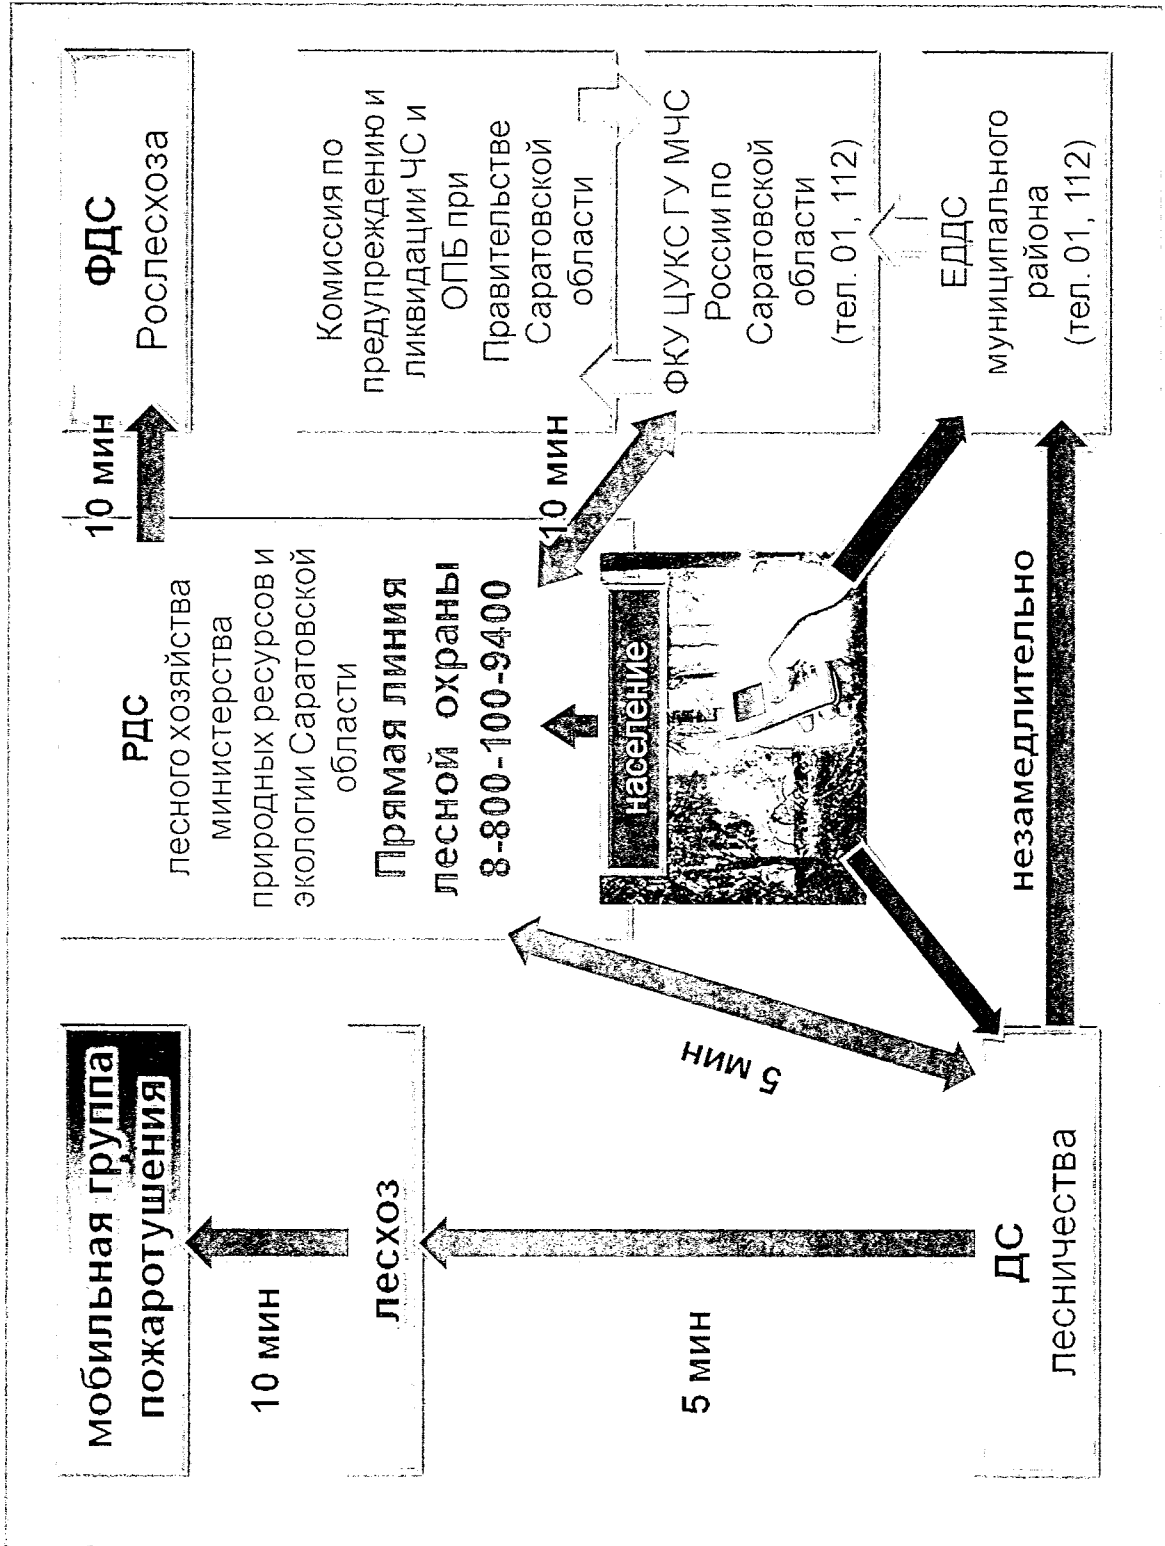 мобильная группа
пожаротушения
10 мин
лесхоз
5 мин
ДС
лесничества
5 мин
незамедлительно
РДС
лесного хозяйства
министерства
природных ресурсов и
экологии Саратовской
области
Прямая линия
лесной охраны
8-800-100-9400
население
10 мин
ФДС
Рослесхоза
10 мин
Комиссия по
предупреждению и
ликвидации ЧС и
ОПБ при
Правительстве
Саратовской
области
ФКУ ЦУКС ГУ МЧС
России по
Саратовской
области
(тел. 01, 112)
ЕДДС
муниципального
района
(тел. 01, 112)